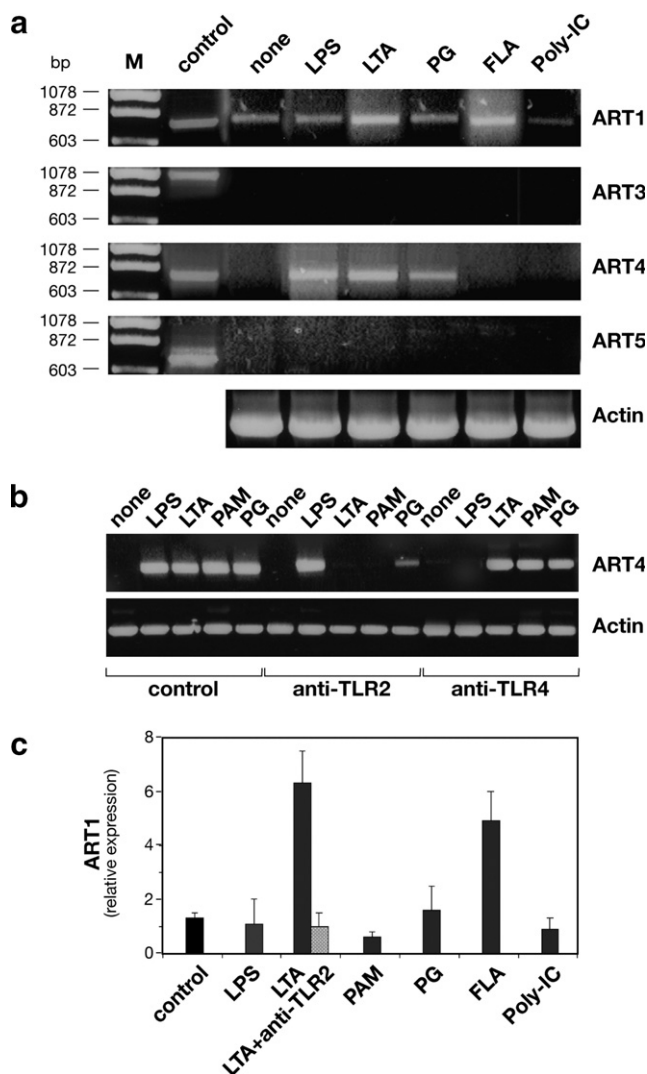 a
bp M control none LPS LTA PG FLA Poly-IC
1078
872
603
ART1
1078
872
603
ART3
1078
872
603
ART4
1078
872
603
ART5
Actin
b
none LPS LTA PAM PG none LPS LTA PAM PG none LPS LTA PAM PG
ART4
Actin
control anti-TLR2 anti-TLR4
c
ART1
(relative expression)
8
6
4
2
0
control LPS LTA LTA+anti-TLR2 PAM PG FLA Poly-IC